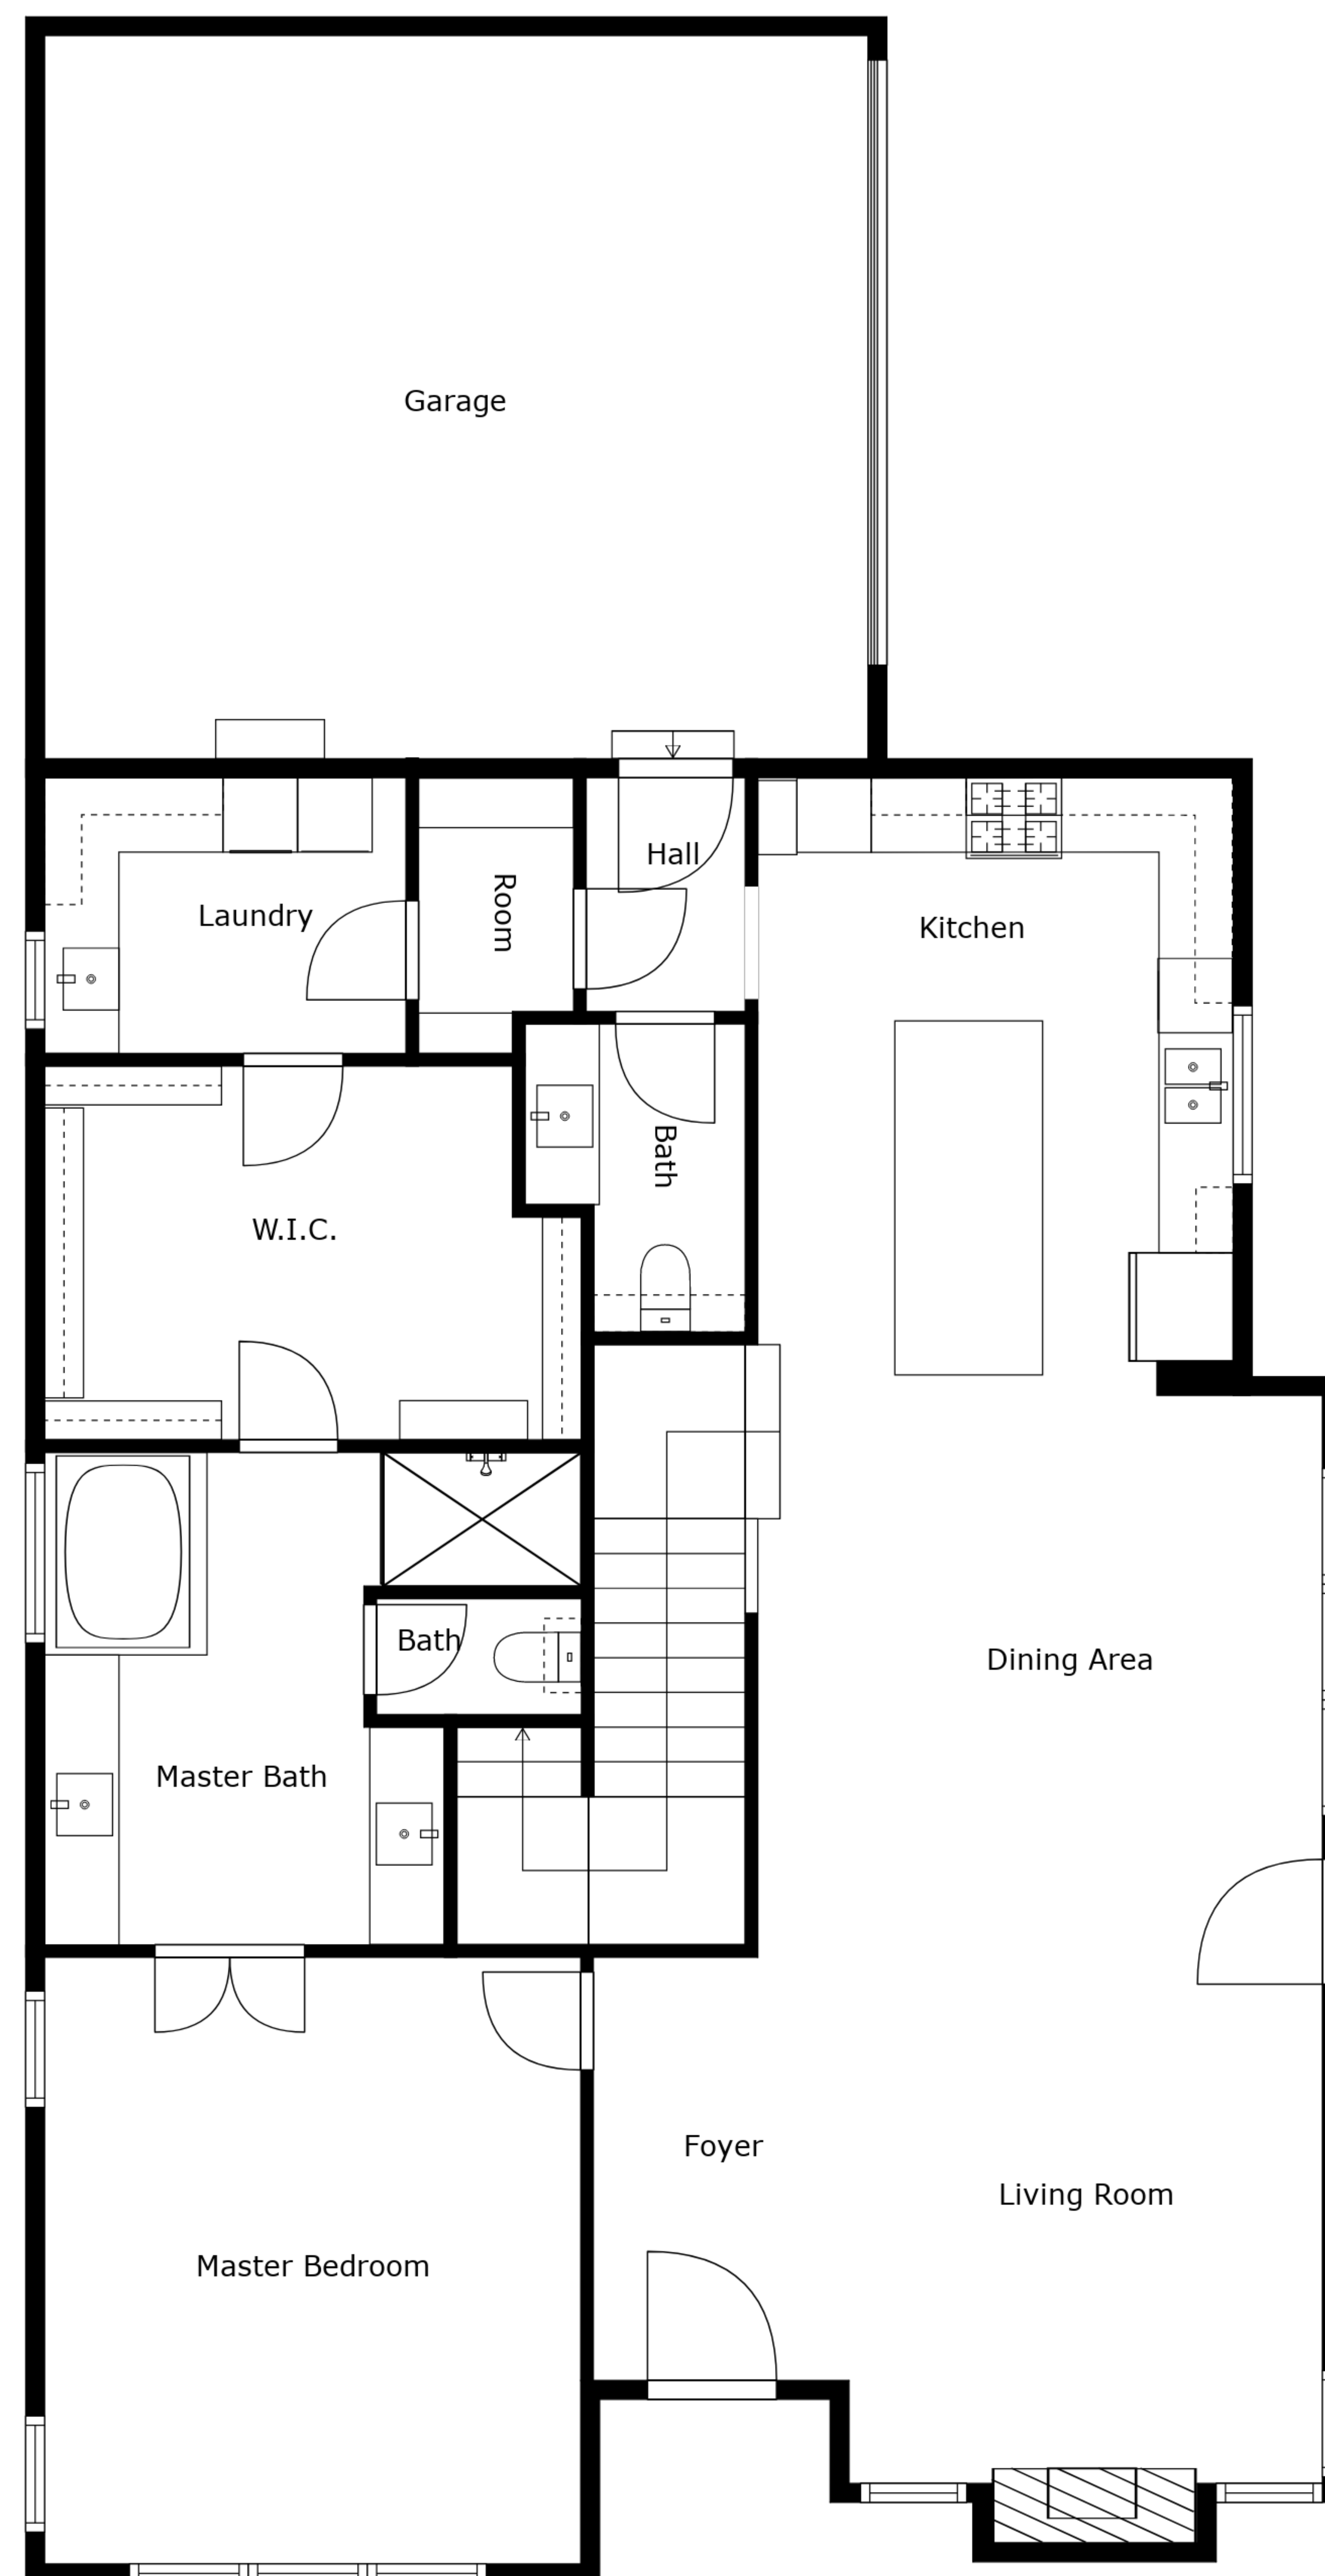 Garage
Hall
Laundry
Room
Kitchen
Bath
W.I.C.
Bath
Dining Area
Master Bath
Foyer
Living Room
Master Bedroom